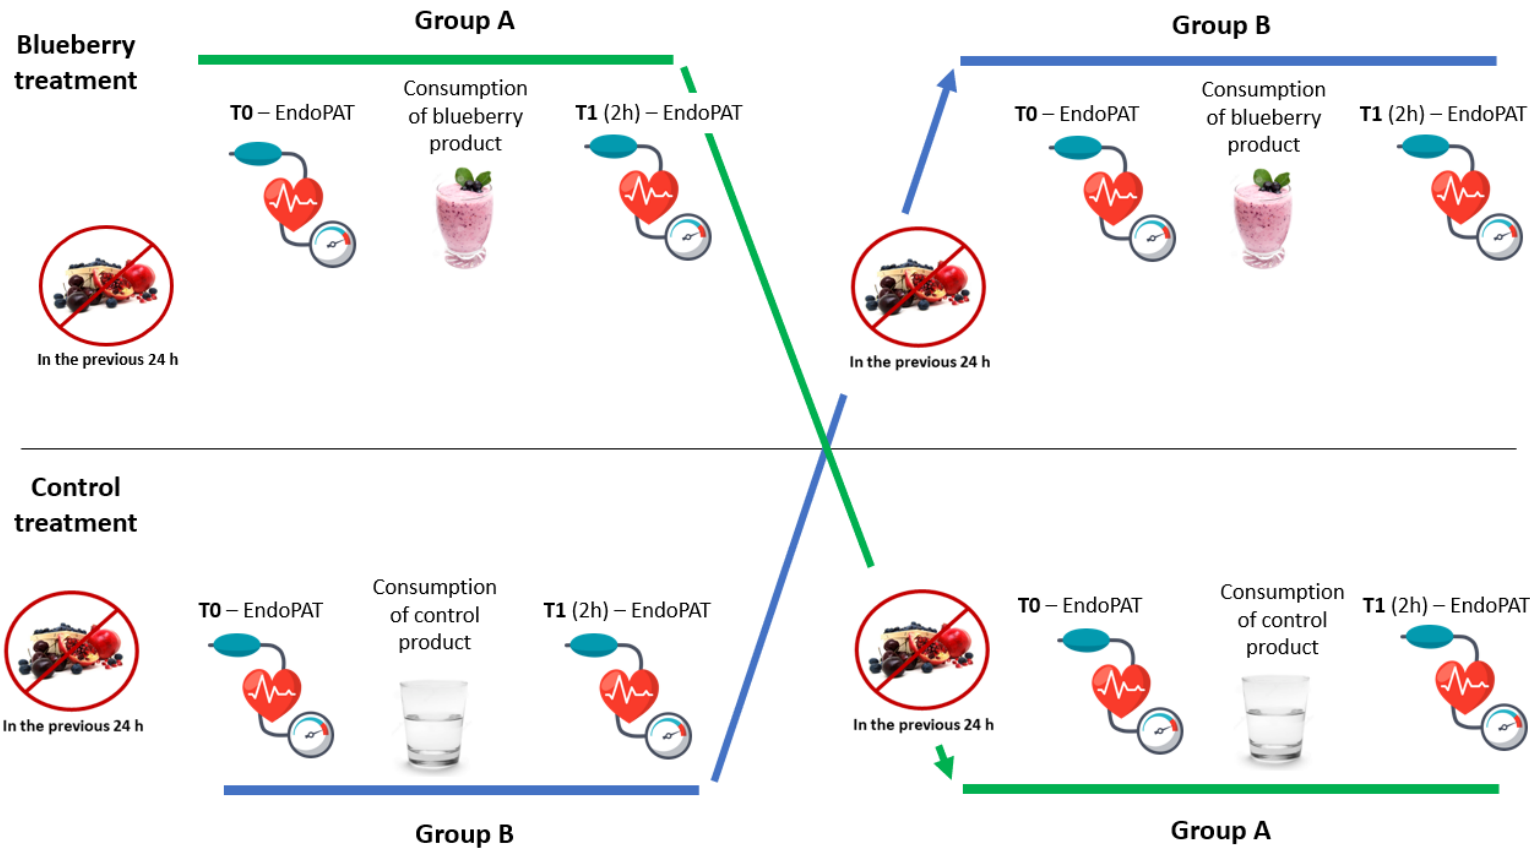 Group A
Group B
Blueberry
treatment
T0 – EndoPAT
Consumption
of blueberry
product
T1 (2h) – EndoPAT
T0 – EndoPAT
Consumption
of blueberry
product
T1 (2h) – EndoPAT
In the previous 24 h
In the previous 24 h
Control
treatment
T0 – EndoPAT
Consumption
of control
product
T1 (2h) – EndoPAT
T0 – EndoPAT
Consumption
of control
product
T1 (2h) – EndoPAT
In the previous 24 h
In the previous 24 h
Group B
Group A